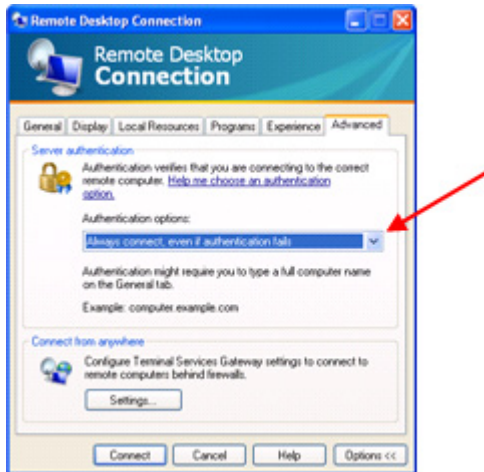 Remote Desktop Connection
Remote Desktop
Connection
General Display Local Resources Programs Experience Advanced
Server authentication
Authentication verifies that you are connecting to the correct
remote computer. Help me choose an authentication
option.
Authentication options:
Always connect, even if authentication fails
Authentication might require you to type a full computer name
on the General tab.
Example: computer.example.com
Connect from anywhere
Configure Terminal Services Gateway settings to connect to
remote computers behind firewalls.
Settings...
Connect Cancel Help Options <<